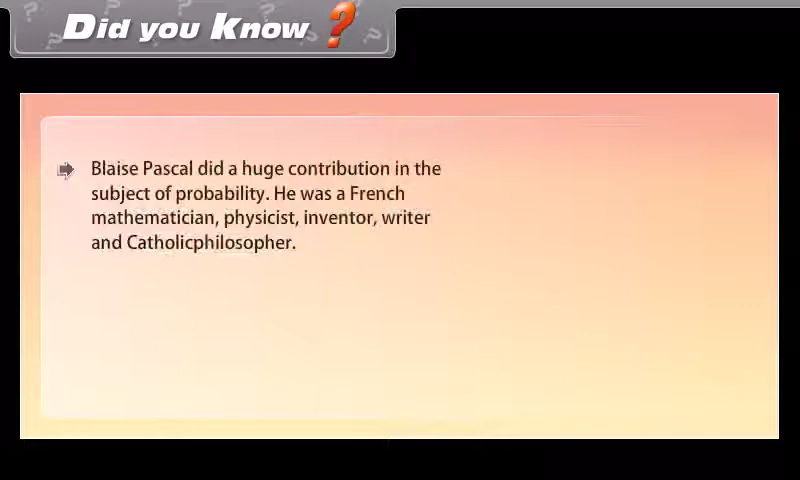 Did you Know ?
Blaise Pascal did a huge contribution in the
subject of probability. He was a French
mathematician, physicist, inventor, writer
and Catholicphilosopher.